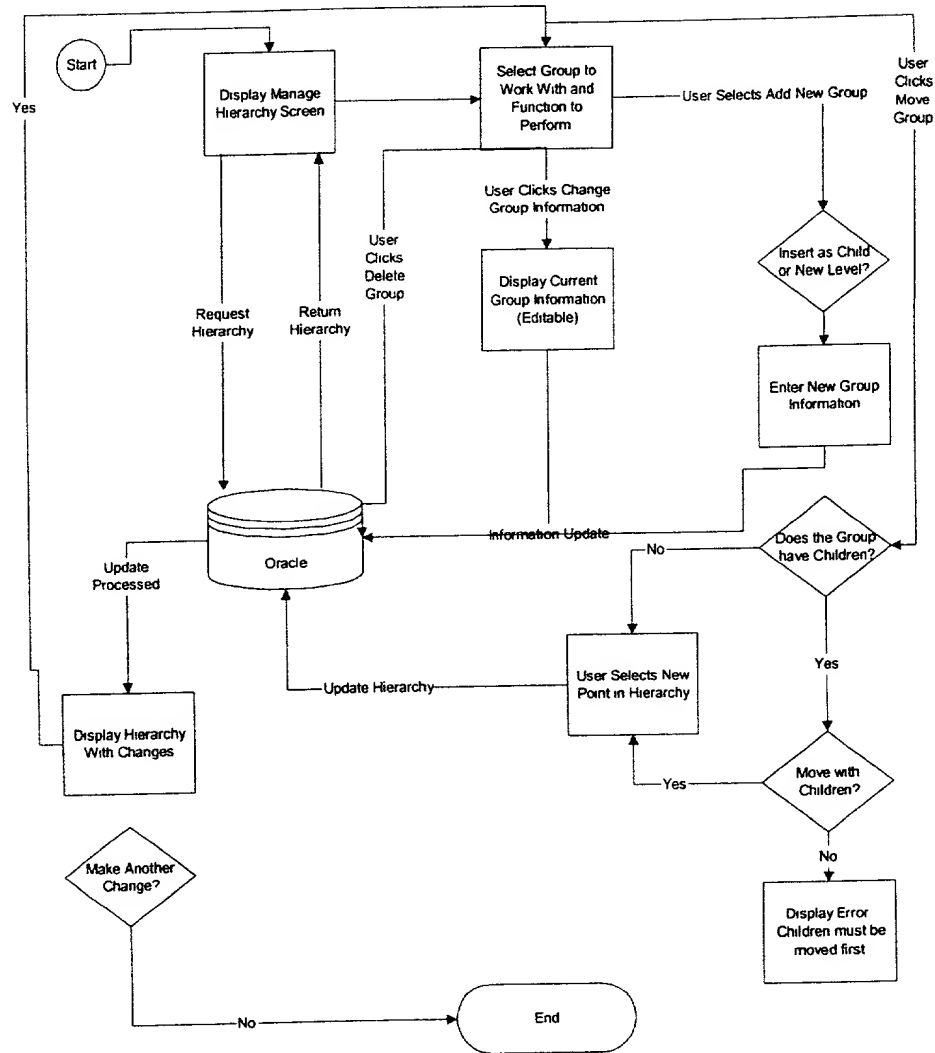 Start
Yes
Display Manage
Hierarchy Screen
Select Group to
Work With and
Function to
Perform
User Selects Add New Group
User
Clicks
Move
Group
User Clicks Change
Group Information
User
Clicks
Delete
Group
Insert as Child
or New Level?
Display Current
Group Information
(Editable)
Request
Hierarchy
Return
Hierarchy
Enter New Group
Information
Information Update
Does the Group
have Children?
Oracle
No
Update
Processed
Yes
User Selects New
Point in Hierarchy
Update Hierarchy
Display Hierarchy
With Changes
Move with
Children?
Yes
No
Make Another
Change?
Display Error
Children must be
moved first
No
End